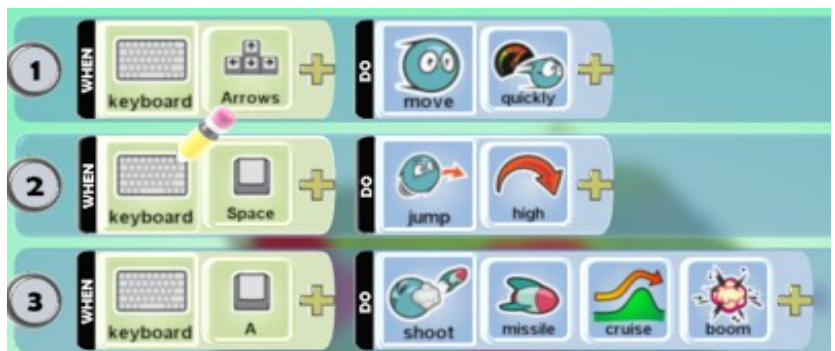 1 WHEN keyboard Arrows DO move quickly
2 WHEN keyboard Space DO jump high
3 WHEN keyboard A DO shoot missile cruise boom